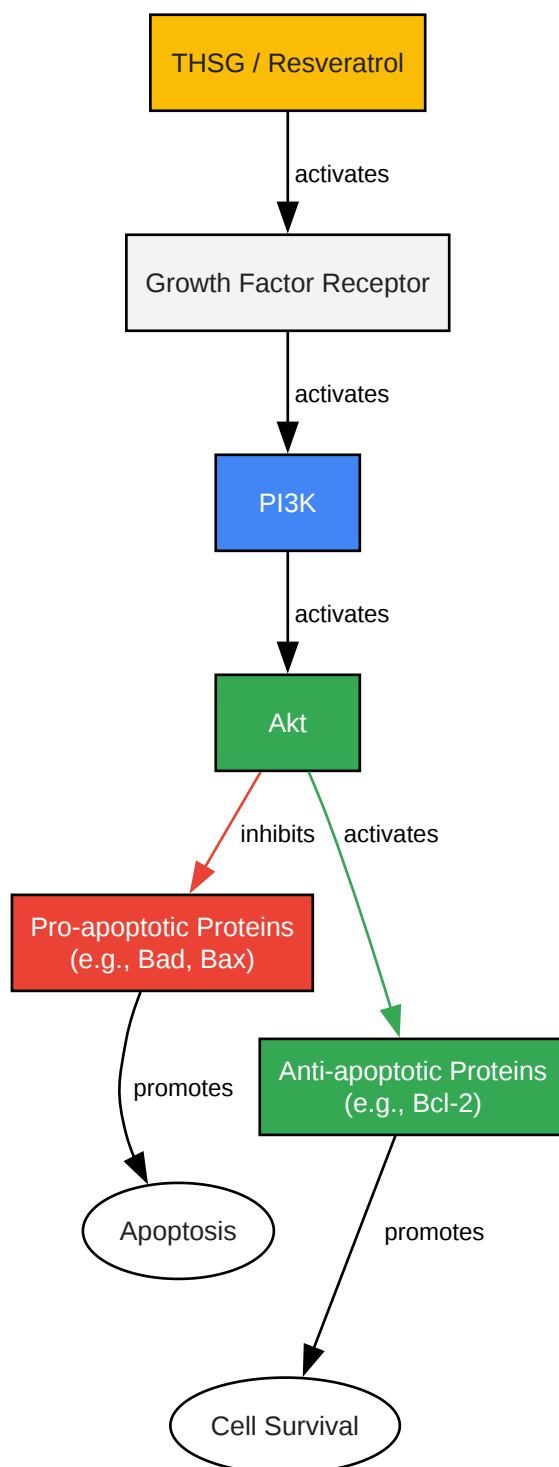 THSG / Resveratrol
activates
Growth Factor Receptor
activates
PI3K
activates
Akt
inhibits
activates
Pro-apoptotic Proteins
(e.g., Bad, Bax)
Anti-apoptotic Proteins
(e.g., Bcl-2)
promotes
Apoptosis
promotes
Cell Survival